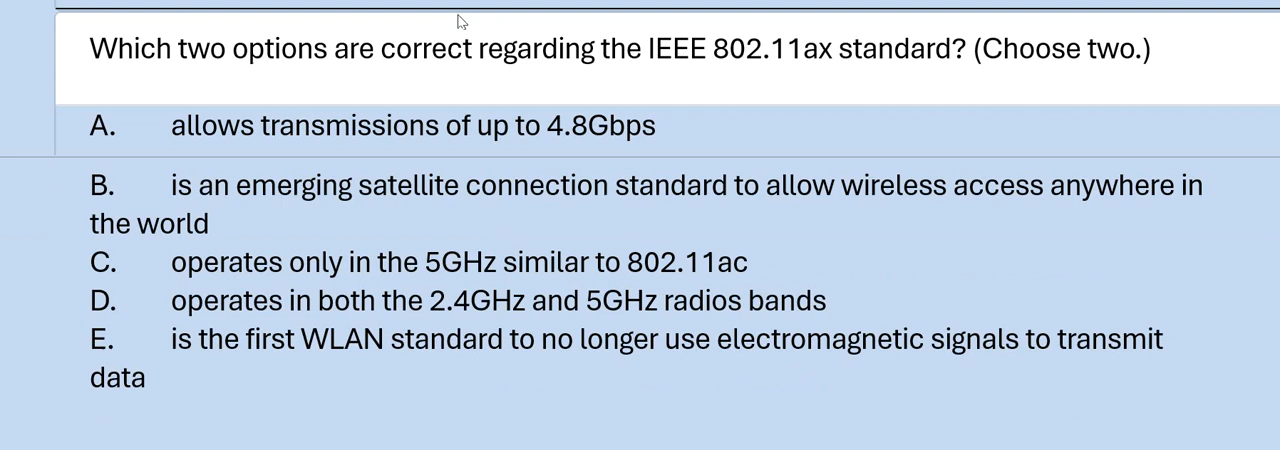 Which two options are correct regarding the IEEE 802.11ax standard? (Choose two.)
A. allows transmissions of up to 4.8Gbps
B. is an emerging satellite connection standard to allow wireless access anywhere in
the world
C. operates only in the 5GHz similar to 802.11ac
D. operates in both the 2.4GHz and 5GHz radios bands
E. is the first WLAN standard to no longer use electromagnetic signals to transmit
data